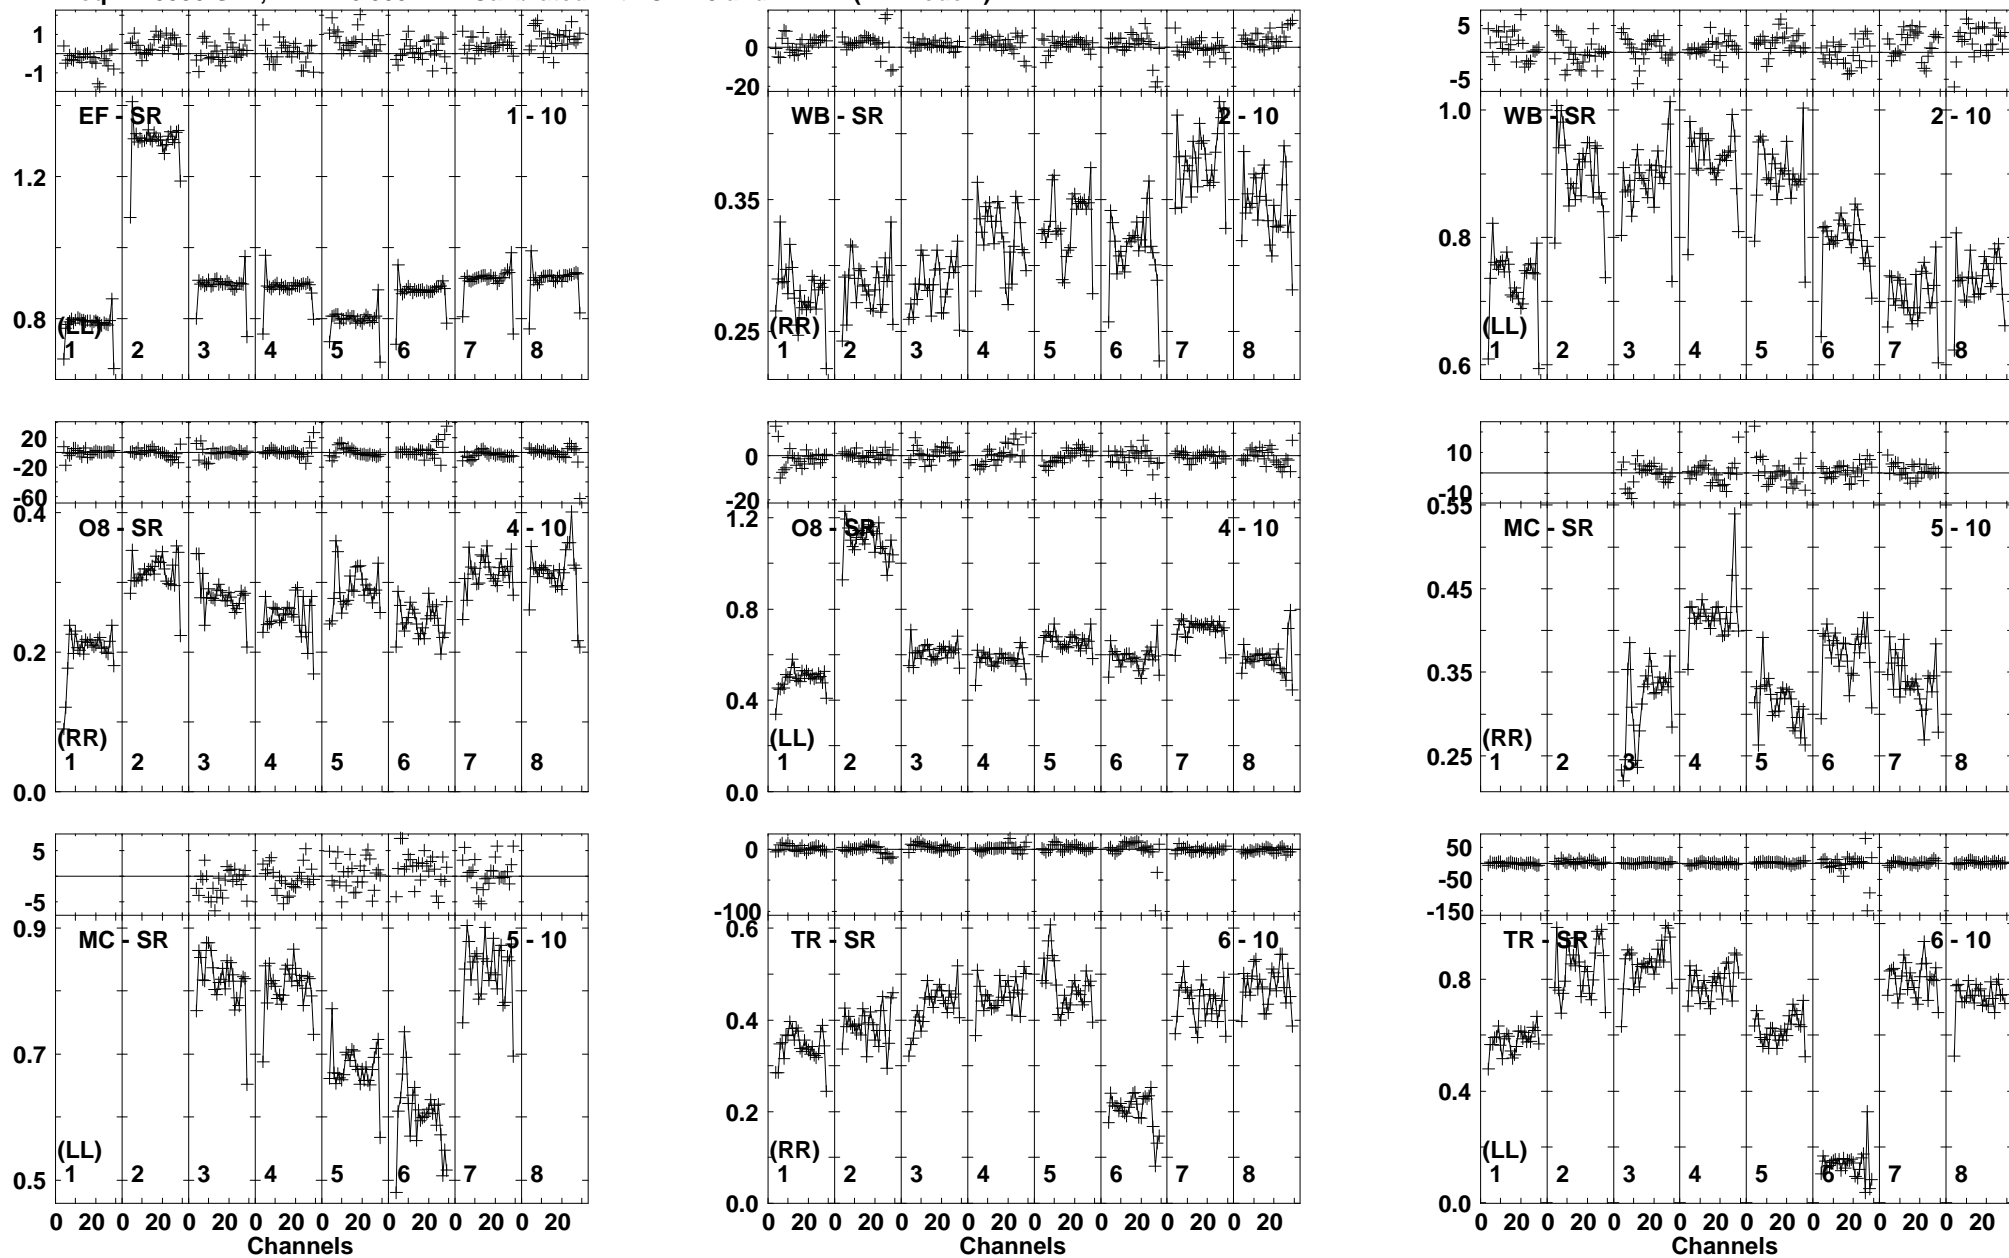 1
-1
EF - SR 1 - 10
1.2
0.8
(LL)
1 2 3 4 5 6 7 8
0
-20
WB - SR 2 - 10
0.35
0.25
(RR)
1 2 3 4 5 6 7 8
5
-5
WB - SR 2 - 10
1.0
0.8
0.6
(LL)
1 2 3 4 5 6 7 8
20
-20
-60
0.4
O8 - SR 4 - 10
0.2
0.0
(RR)
1 2 3 4 5 6 7 8
0
-20
1.2
O8 - SR 4 - 10
0.8
0.4
0.0
(LL)
1 2 3 4 5 6 7 8
10
-10
0.55
MC - SR 5 - 10
0.45
0.35
0.25
(RR)
1 2 3 4 5 6 7 8
5
-5
0.9
MC - SR 5 - 10
0.7
0.5
(LL)
1 2 3 4 5 6 7 8
0 20 0 20 0 20 0 20 0 20 0 20 0 20 0 20
Channels
0
-100
0.6
TR - SR 6 - 10
0.4
0.2
0.0
(RR)
1 2 3 4 5 6 7 8
0 20 0 20 0 20 0 20 0 20 0 20 0 20 0 20
Channels
50
-50
-150
TR - SR 6 - 10
0.8
0.4
0.0
(LL)
1 2 3 4 5 6 7 8
0 20 0 20 0 20 0 20 0 20 0 20 0 20 0 20
Channels